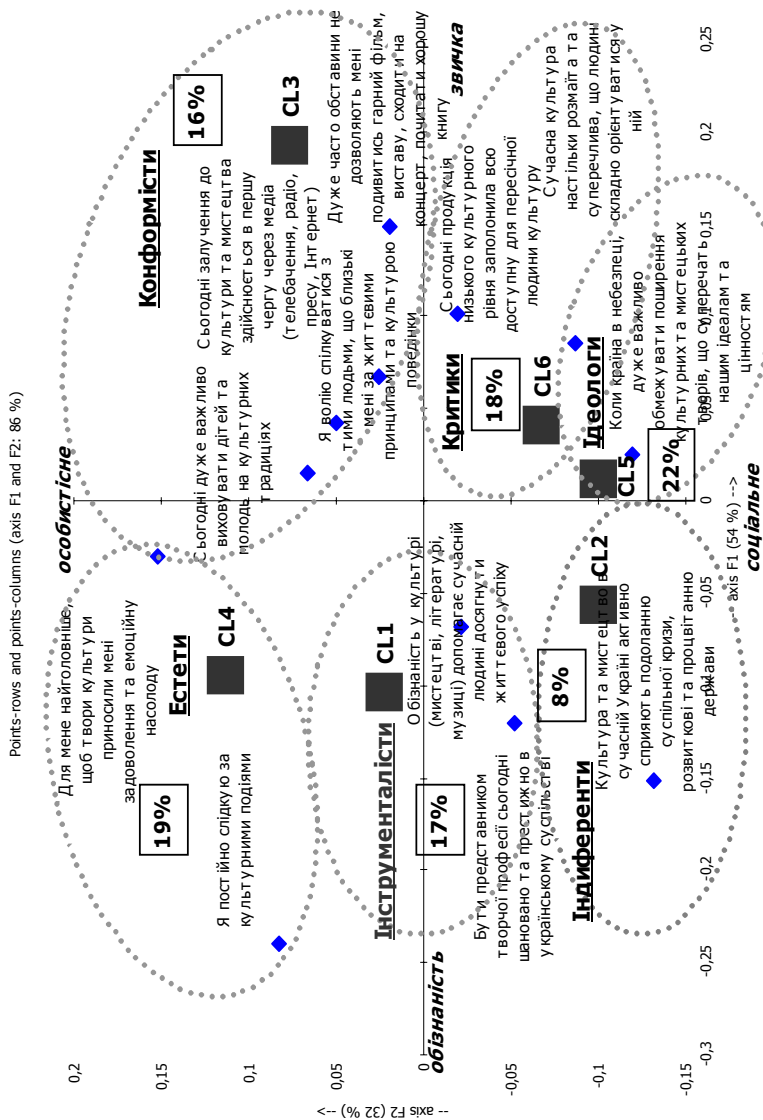 Points-rows and points-columns (axis F1 and F2: 86 %)
особистісне
Для мене найголовніше,
щоб твори культури
приносили мені
задоволення та емоційну
насолоду
Естети
CL4
19%
Я постійно слідкую за
культурними подіями
Сьогодні дуже важливо
виховувати дітей та
молодь на культурних
традиціях
Конформісти
16%
CL3
Сьогодні залучення до
культури та мистецтва
здійснюється в першу
чергу через медіа
(телебачення, радіо,
пресу, Інтернет)
Я волію спілкуватися з
тими людьми, що близькі
мені за життєвими
принципами та культурою
поведінки
Дуже часто обставини не
дозволяють мені
подивитись гарний фільм,
виставу, сходити на
концерт, почитати хорошу
книгу
звичка
обізнаність
Інструменталісти
CL1
17%
Обізнаність у культурі
(мистецтві, літературі,
музиці) допомагає сучасній
людині досягнути
життєвого успіху
Бути представником
творчої професії сьогодні
шановано та престижно в
українському суспільстві
8%
Індиференти
CL2
Культура та мистецтво в
сучасній Україні активно
сприяють подоланню
суспільної кризи,
розвиткові та процвітанню
держави
Критики
18%
CL6
Сьогодні продукція
низького культурного
рівня заполонила всю
доступну для пересічної
людини культуру
Сучасна культура
настільки розмаїта та
суперечлива, що людині
складно орієнтуватися у
ній
Ідеологи
CL5
22%
Коли країна в небезпеці,
дуже важливо
обмежувати поширення
культурних та мистецьких
творів, що суперечать
нашим ідеалам та
цінностям
соціальне
-0,3
-0,25
-0,2
-0,15
-0,1
-0,05
0
0,05
0,1
0,15
0,2
0,25
-- axis F1 (54 %) -->
0,2
0,15
0,1
0,05
0
-0,05
-0,1
-0,15
-- axis F2 (32 %) -->